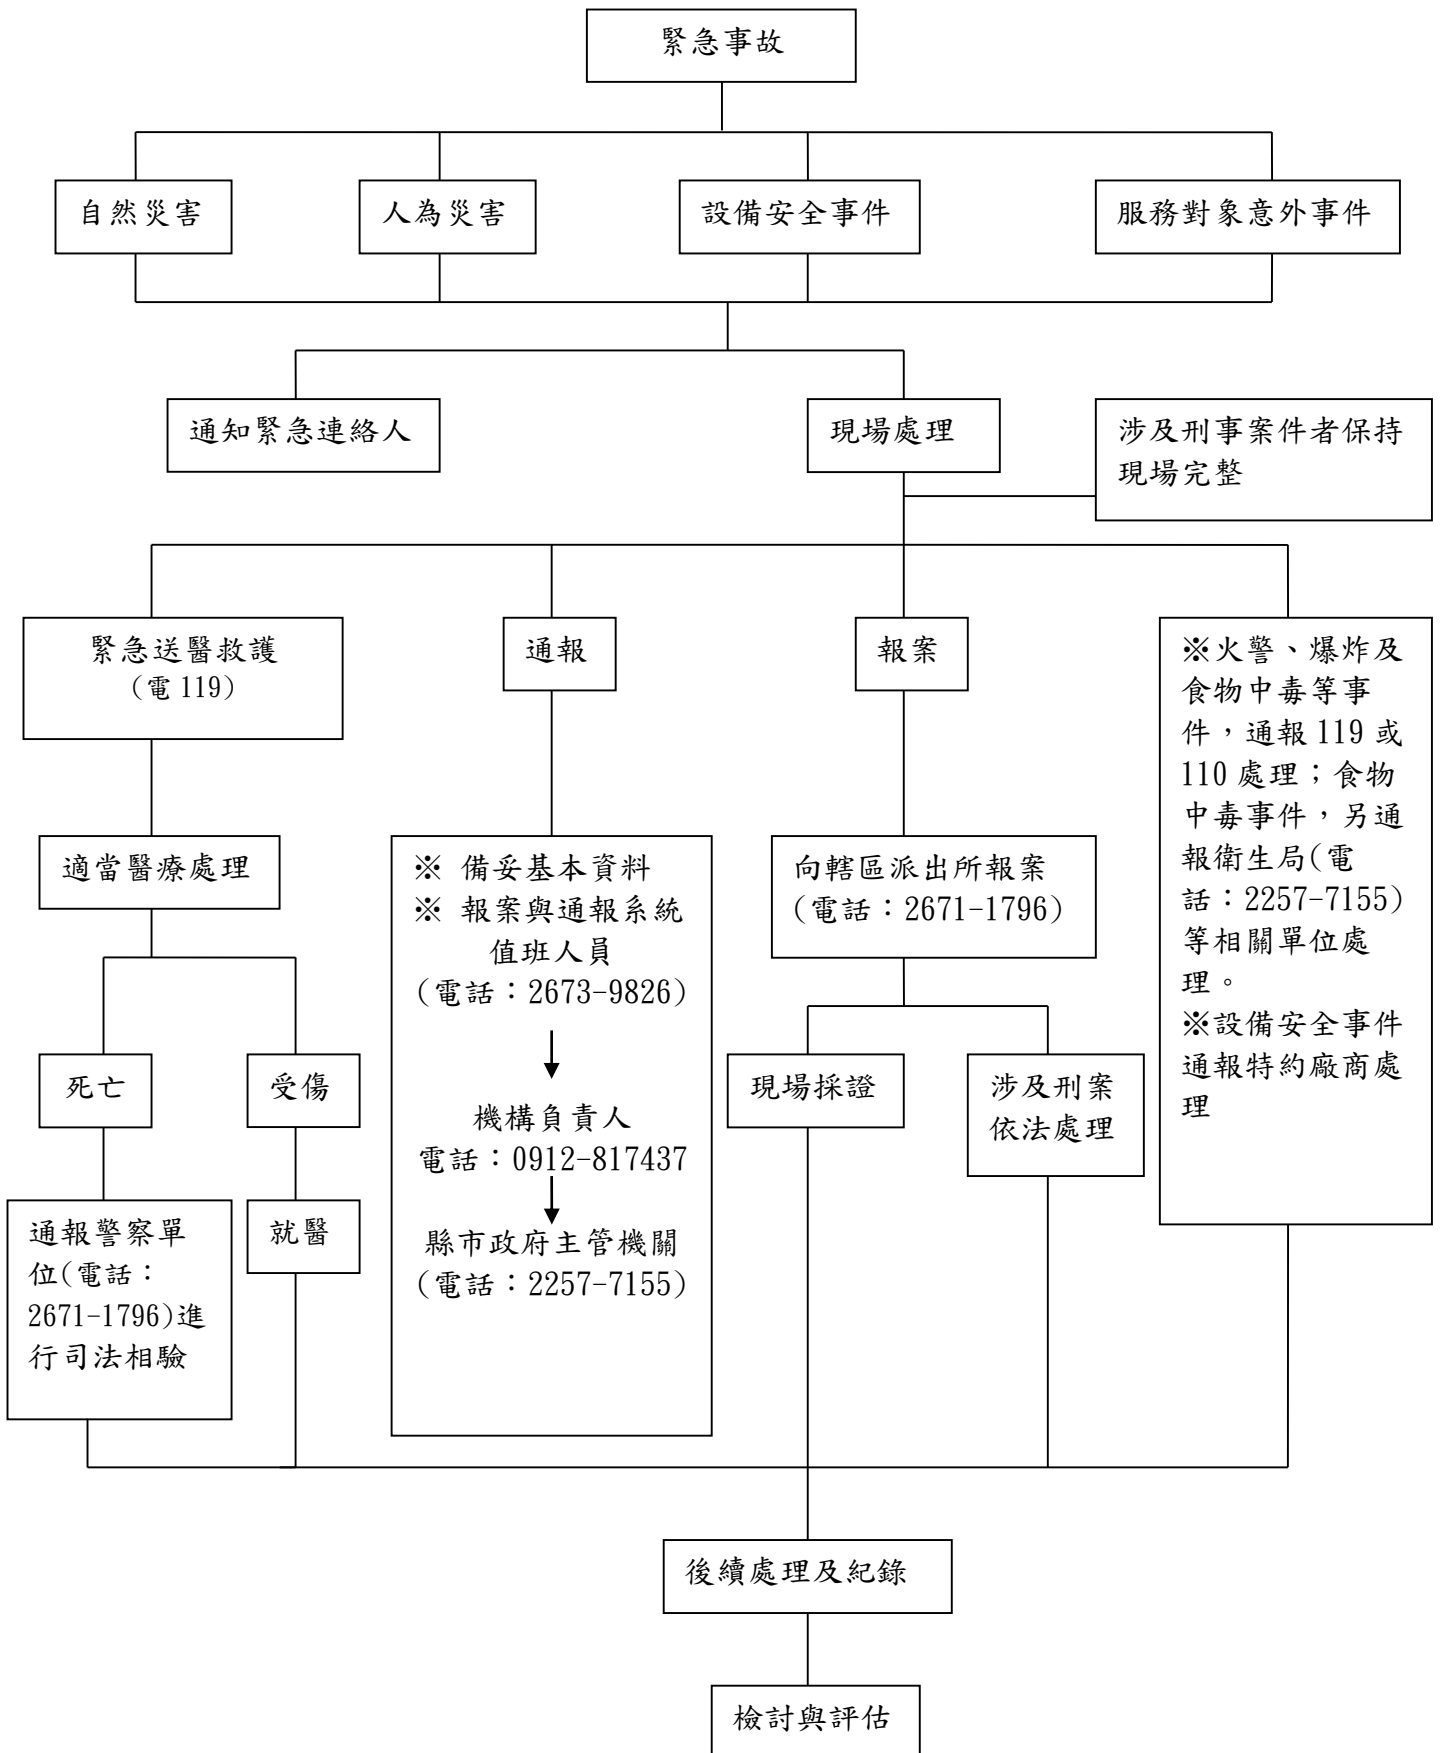 緊急事故
自然災害
人為災害
設備安全事件
服務對象意外事件
通知緊急連絡人
現場處理
涉及刑事案件者保持
現場完整
緊急送醫救護
(電 119)
通報
報案
※火警、爆炸及
食物中毒等事
件，通報 119 或
110 處理；食物
中毒事件，另通
報衛生局(電
話：2257-7155)
等相關單位處
理。
※設備安全事件
通報特約廠商處
理
適當醫療處理
※ 備妥基本資料
※ 報案與通報系統
值班人員
(電話：2673-9826)
機構負責人
電話：0912-817437
縣市政府主管機關
(電話：2257-7155)
向轄區派出所報案
(電話：2671-1796)
死亡
受傷
現場採證
涉及刑案
依法處理
通報警察單
位(電話：
2671-1796)進
行司法相驗
就醫
後續處理及紀錄
檢討與評估